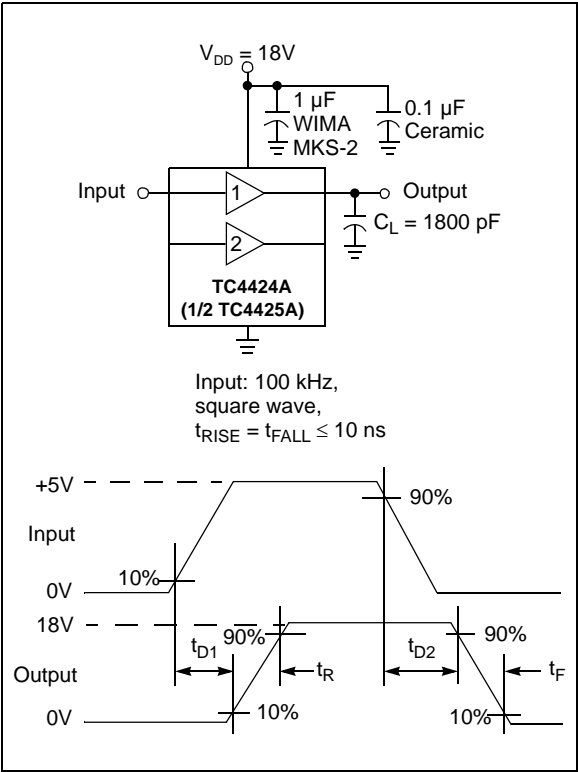 V_DD = 18V
1 µF
WIMA
MKS-2
0.1 µF
Ceramic
Input
1
Output
C_L = 1800 pF
2
TC4424A
(1/2 TC4425A)
Input: 100 kHz,
square wave,
t_RISE = t_FALL ≤ 10 ns
+5V
90%
Input
10%
0V
18V
90%
t_D1
t_D2
90%
Output
t_R
t_F
10%
10%
0V